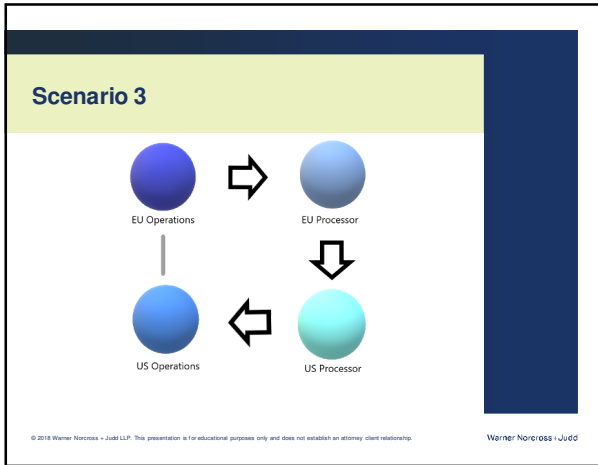 Scenario 3
EU Operations
EU Processor
US Operations
US Processor
© 2018 Warner Norcross + Judd LLP. This presentation is for educational purposes only and does not establish an attorney client relationship.
Warner Norcross + Judd